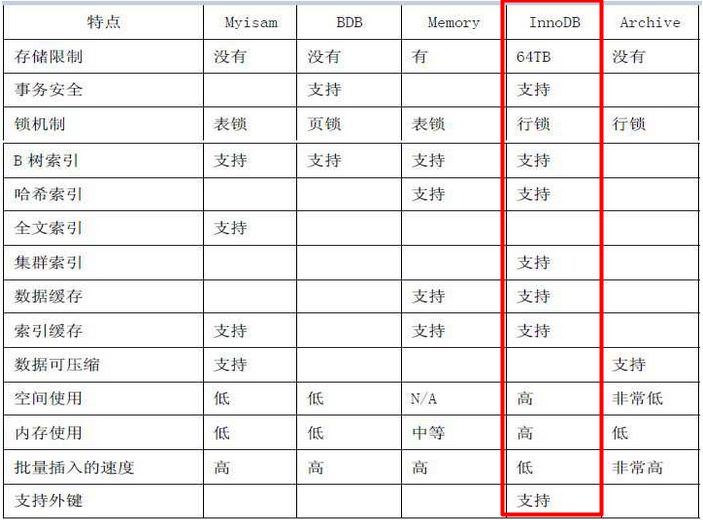 特点 Myisam BDB Memory InnoDB Archive
存储限制 没有 没有 有 64TB 没有
事务安全 支持 支持
锁机制 表锁 页锁 表锁 行锁 行锁
B 树索引 支持 支持 支持 支持
哈希索引 支持 支持
全文索引 支持
集群索引 支持
数据缓存 支持 支持
索引缓存 支持 支持 支持
数据可压缩 支持 支持
空间使用 低 低 N/A 高 非常低
内存使用 低 低 中等 高 低
批量插入的速度 高 高 高 低 非常高
支持外键 支持